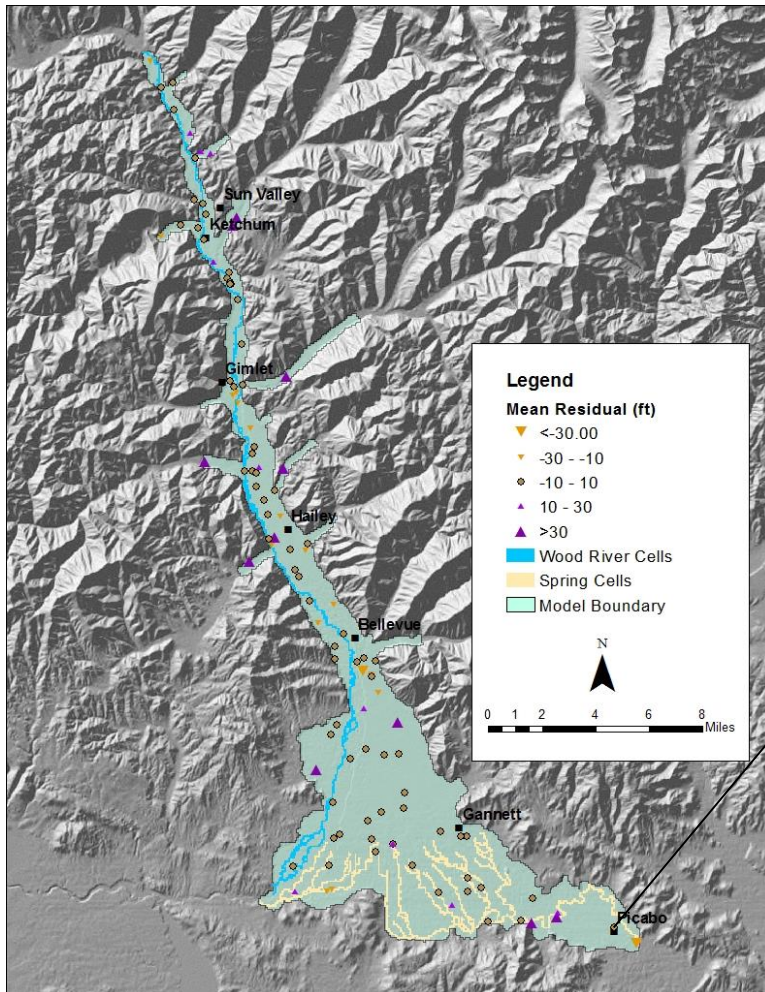 Sun Valley
Ketchum
Gimlet
Hailey
Bellevue
Gannett
Picabo
Legend
Mean Residual (ft)
<-30.00
-30 - -10
-10 - 10
10 - 30
>30
Wood River Cells
Spring Cells
Model Boundary
N
0 2 4 6 8
Miles